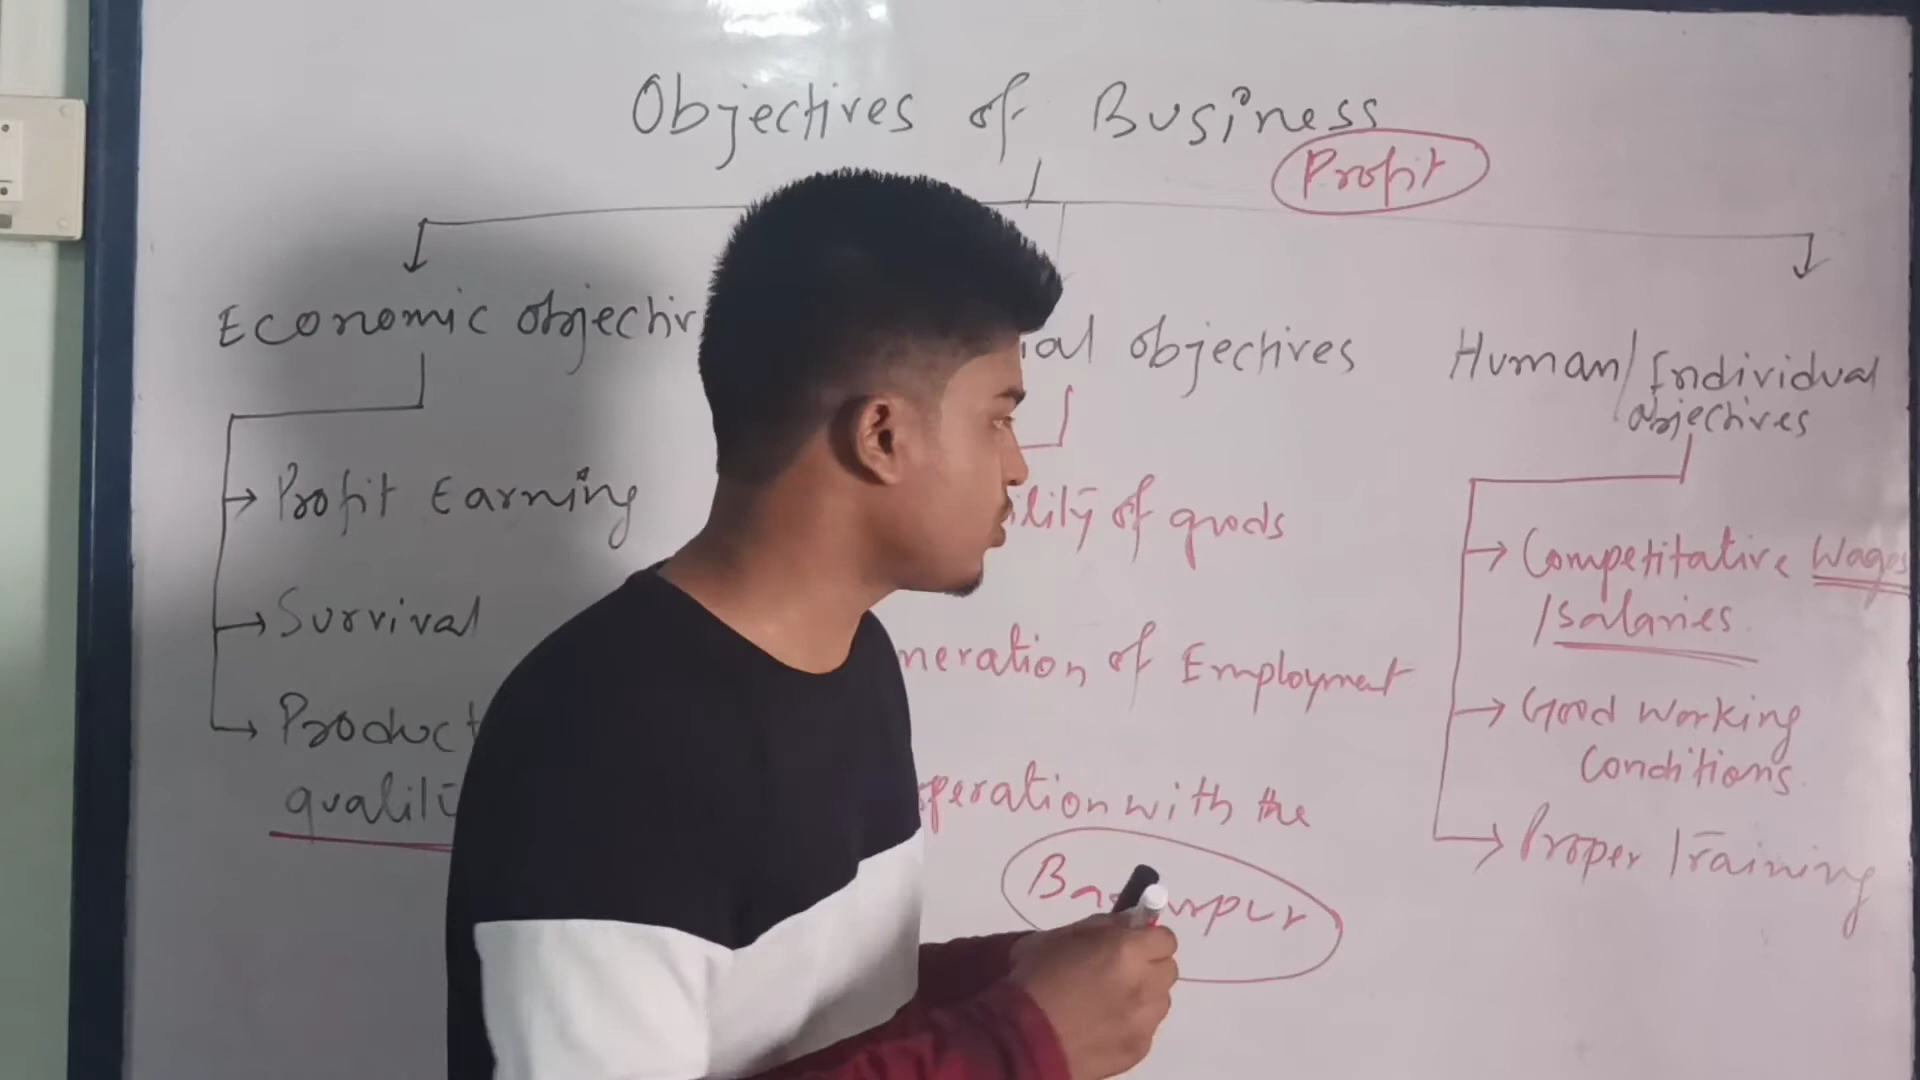 Objectives of Business
Profit
Economic objectiv
ial objectives
Human/Individual
objectives
Profit Earning
Survival
Product
qualit
ility of goods
neration of Employment
peration with the
Competitative Wages
/Salaries
Good Working
Conditions.
Proper Training